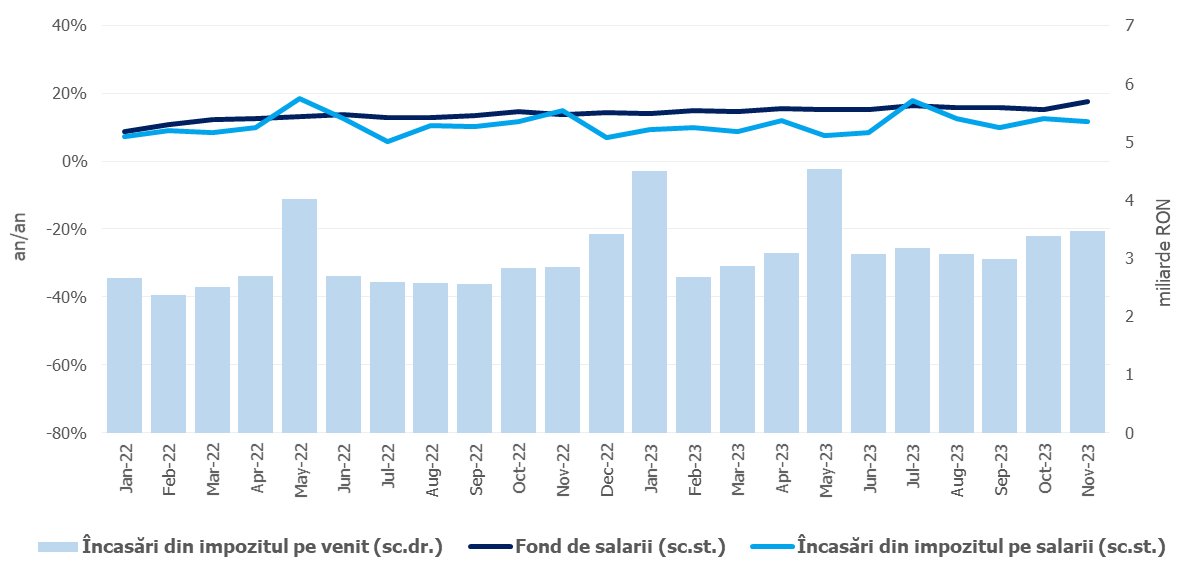 40%
20%
0%
-20%
-40%
-60%
-80%
an/an
7
6
5
4
3
2
1
0
miliarde RON
Jan-22
Feb-22
Mar-22
Apr-22
May-22
Jun-22
Jul-22
Aug-22
Sep-22
Oct-22
Nov-22
Dec-22
Jan-23
Feb-23
Mar-23
Apr-23
May-23
Jun-23
Jul-23
Aug-23
Sep-23
Oct-23
Nov-23
Încasări din impozitul pe venit (sc.dr.) Fond de salarii (sc.st.) Încasări din impozitul pe salarii (sc.st.)